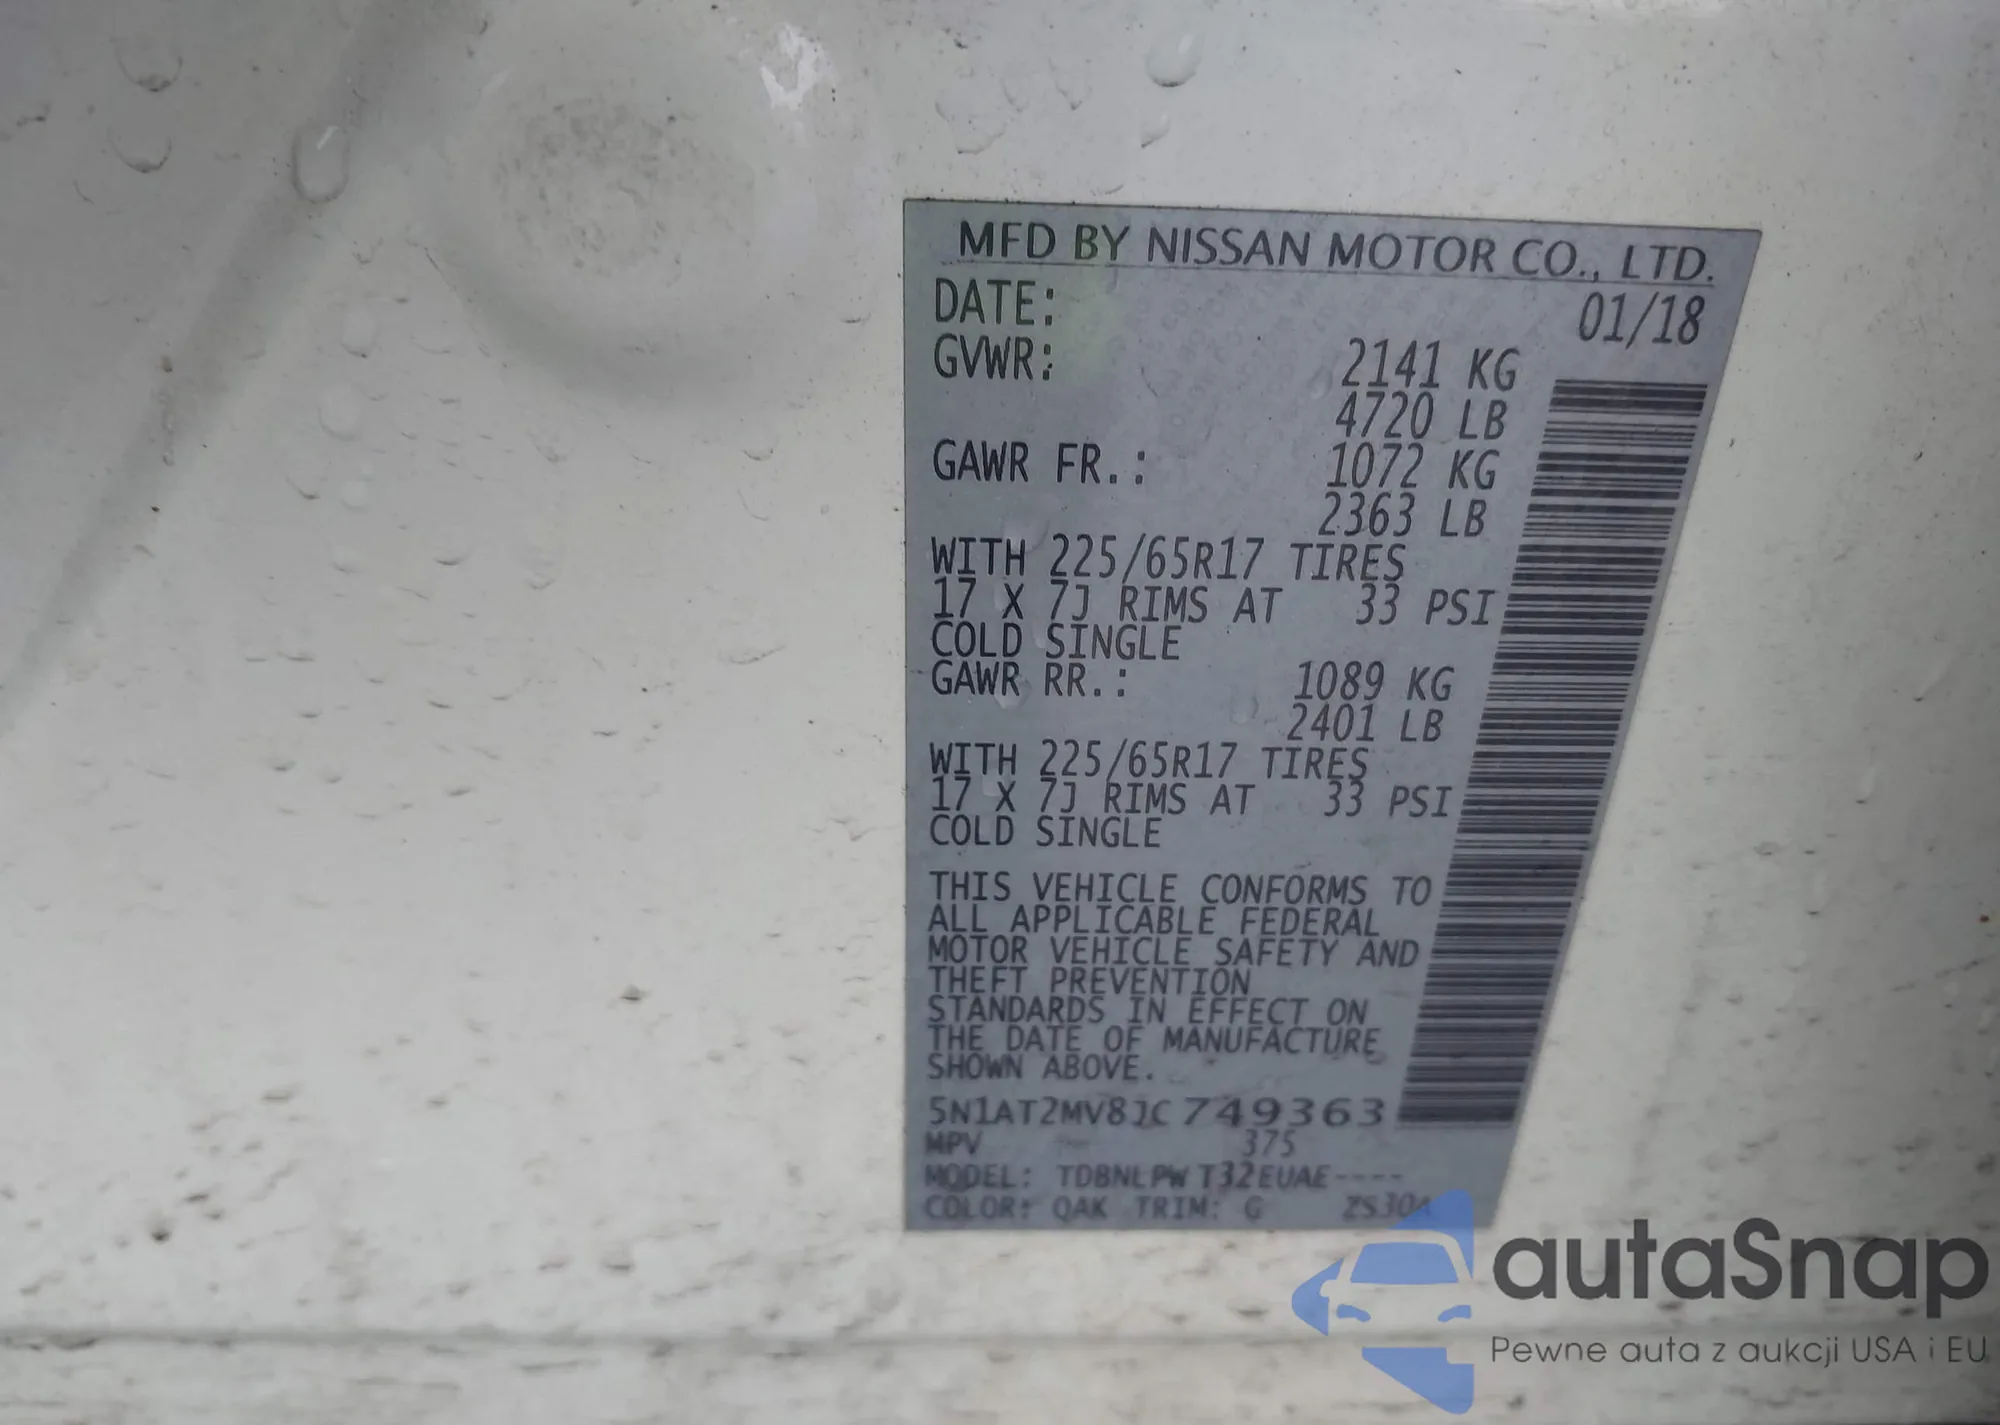 MFD BY NISSAN MOTOR CO., LTD.
DATE: 01/18
GVWR: 2141 KG
4720 LB
GAWR FR.: 1072 KG
2363 LB
WITH 225/65R17 TIRES
17 X 7J RIMS AT 33 PSI
COLD SINGLE
GAWR RR.: 1089 KG
2401 LB
WITH 225/65R17 TIRES
17 X 7J RIMS AT 33 PSI
COLD SINGLE
THIS VEHICLE CONFORMS TO
ALL APPLICABLE FEDERAL
MOTOR VEHICLE SAFETY AND
THEFT PREVENTION
STANDARDS IN EFFECT ON
THE DATE OF MANUFACTURE
SHOWN ABOVE.
5N1AT2MV8JC749363
MPV 375
MODEL: TDBNLPW T32EUAE----
COLOR: QAK TRIM: G
autaSnap
Pewne auta z aukcji USA i EU